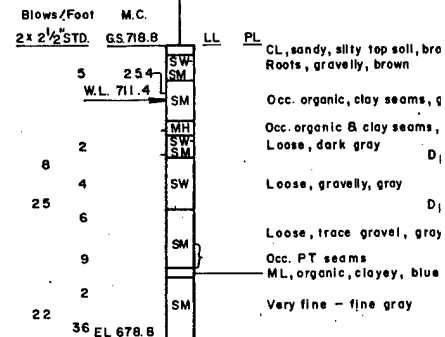 Blows/Foot M.C.
2 x 2 1/2" STD. G.S. 718.8 LL PL
CL, sandy, silty top soil, bro
SW-SM Roots, gravelly, brown
5 25.4
W.L. 711.4
SM Occ. organic, clay seams, g
MH Occ. organic & clay seams,
2 SW-SM Loose, dark gray
D
8
4 SW Loose, gravelly, gray
25 D
6
Loose, trace gravel, gray
SM
9 Occ. PT seams
ML, organic, clayey, blue
2 SM Very fine - fine gray
22
36 EL 678.8